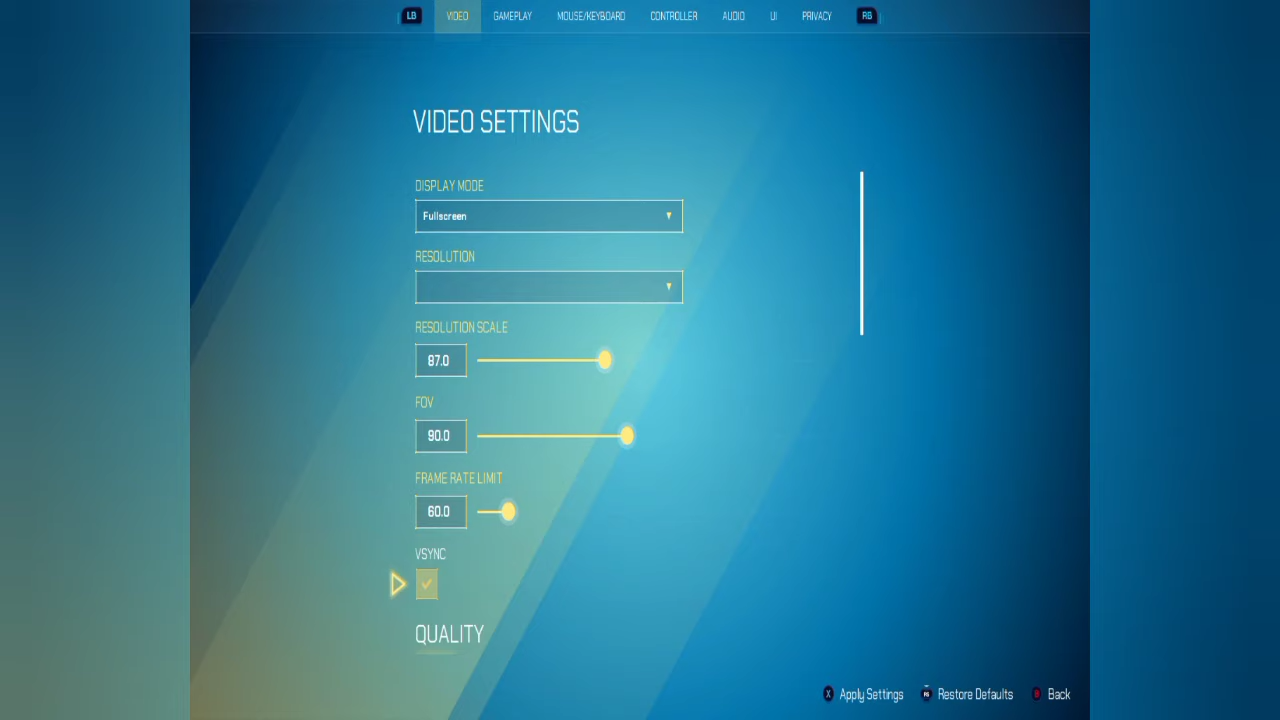 LB VIDEO GAMEPLAY MOUSE/KEYBOARD CONTROLLER AUDIO UI PRIVACY RB
VIDEO SETTINGS
DISPLAY MODE
Fullscreen
RESOLUTION
RESOLUTION SCALE
87.0
FOV
90.0
FRAME RATE LIMIT
60.0
VSYNC
QUALITY
X Apply Settings RS Restore Defaults B Back